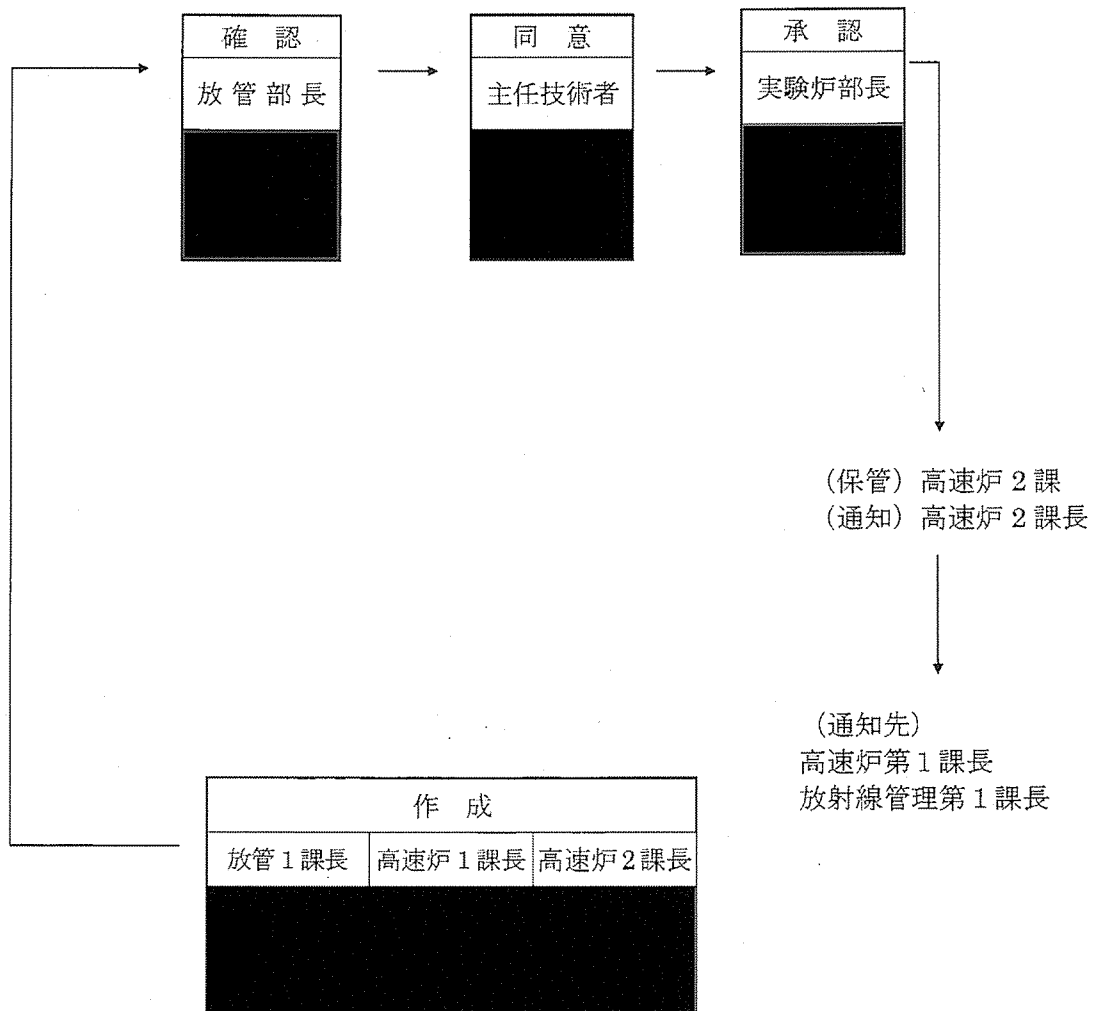 確 認
放 管 部 長
同 意
主任技術者
承 認
実験炉部長
（保管）高速炉 2 課
（通知）高速炉 2 課長
（通知先）
高速炉第 1 課長
放射線管理第 1 課長
作 成
放管 1 課長
高速炉 1 課長
高速炉 2 課長